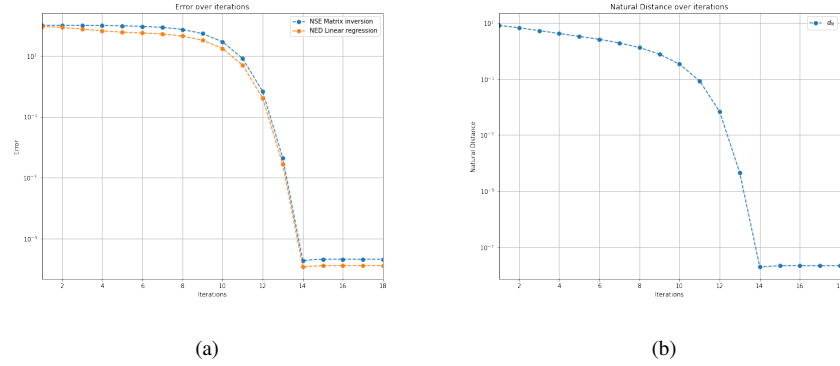 Error over iterations
NSE Matrix inversion
NED Linear regression
10¹
10⁻¹
10⁻³
10⁻⁵
Error
2 4 6 8 10 12 14 16 18
Iterations
(a)
Natural Distance over iterations
d_N
10¹
10⁻¹
10⁻³
10⁻⁵
10⁻⁷
Natural Distance
2 4 6 8 10 12 14 16 18
Iterations
(b)